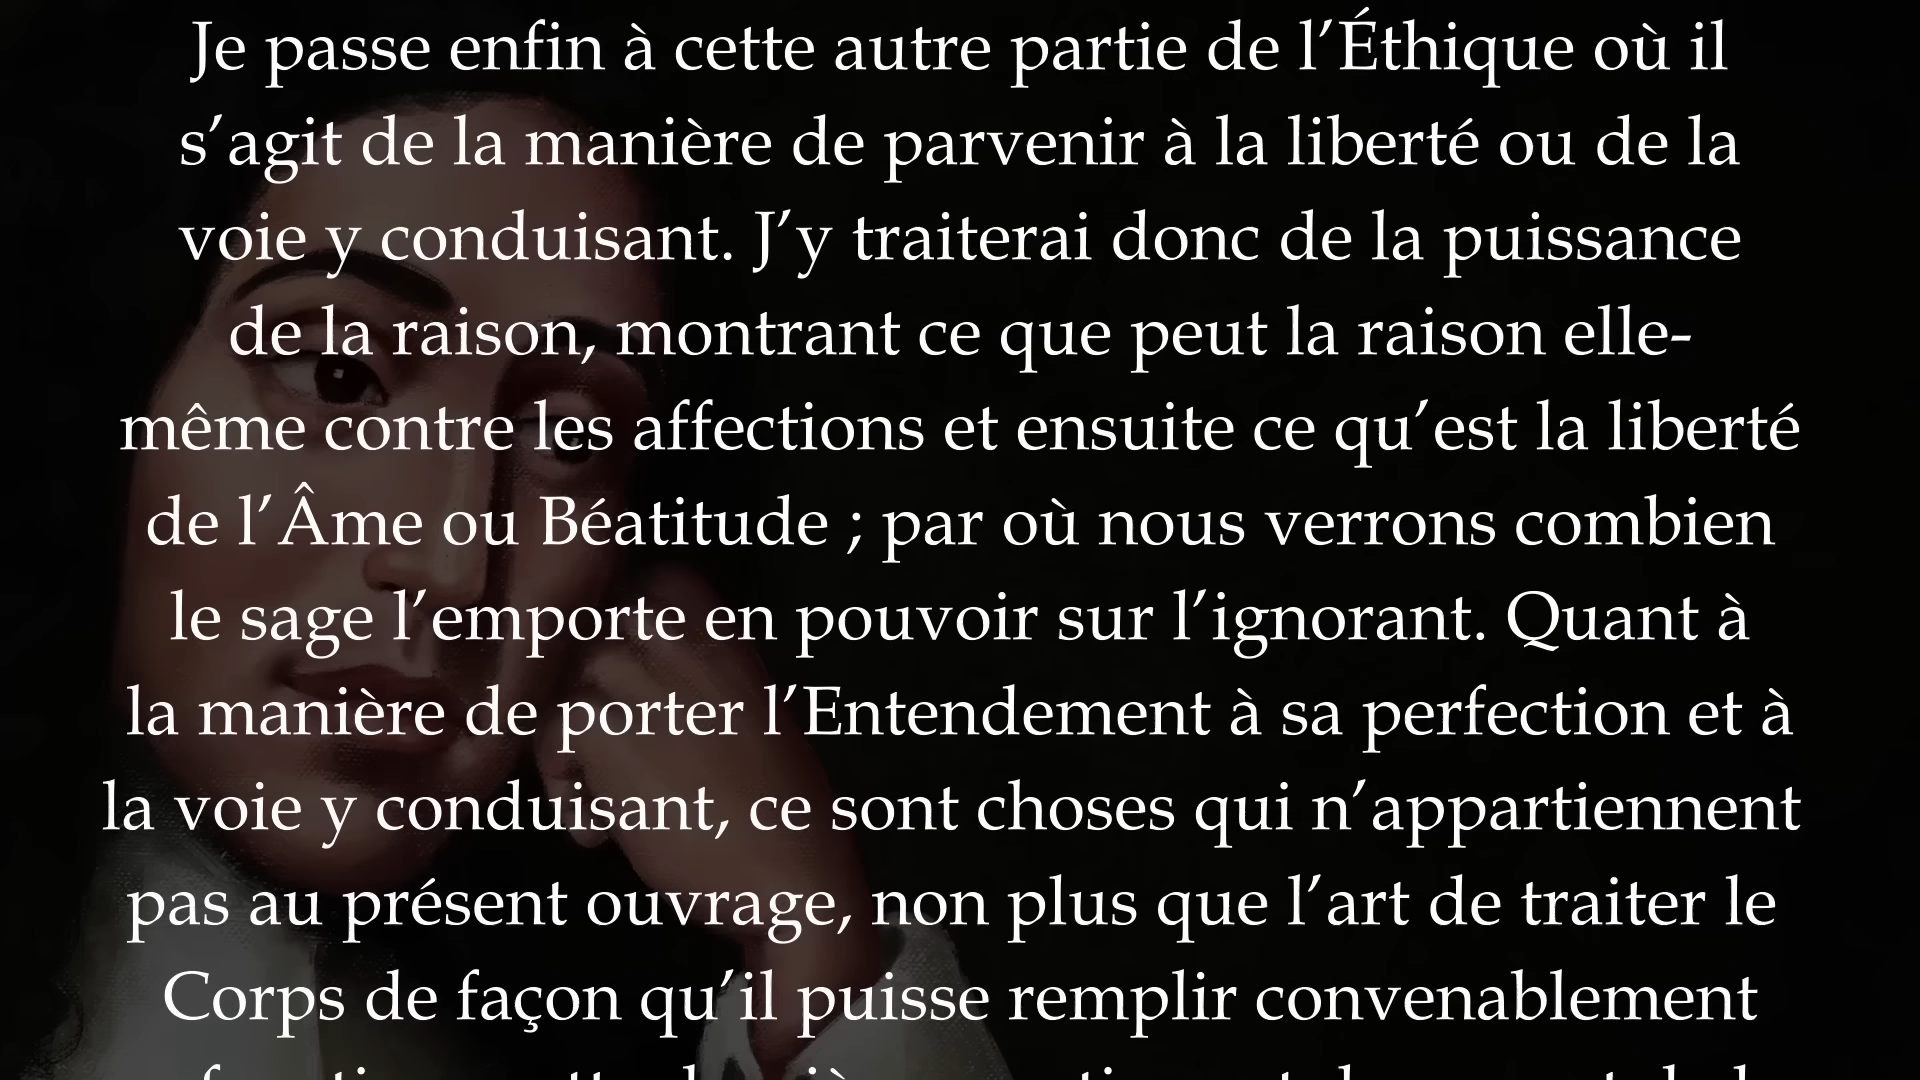 Je passe enfin à cette autre partie de l’Éthique où il
s’agit de la manière de parvenir à la liberté ou de la
voie y conduisant. J’y traiterai donc de la puissance
de la raison, montrant ce que peut la raison elle-
même contre les affections et ensuite ce qu’est la liberté
de l’Âme ou Béatitude ; par où nous verrons combien
le sage l’emporte en pouvoir sur l’ignorant. Quant à
la manière de porter l’Entendement à sa perfection et à
la voie y conduisant, ce sont choses qui n’appartiennent
pas au présent ouvrage, non plus que l’art de traiter le
Corps de façon qu’il puisse remplir convenablement